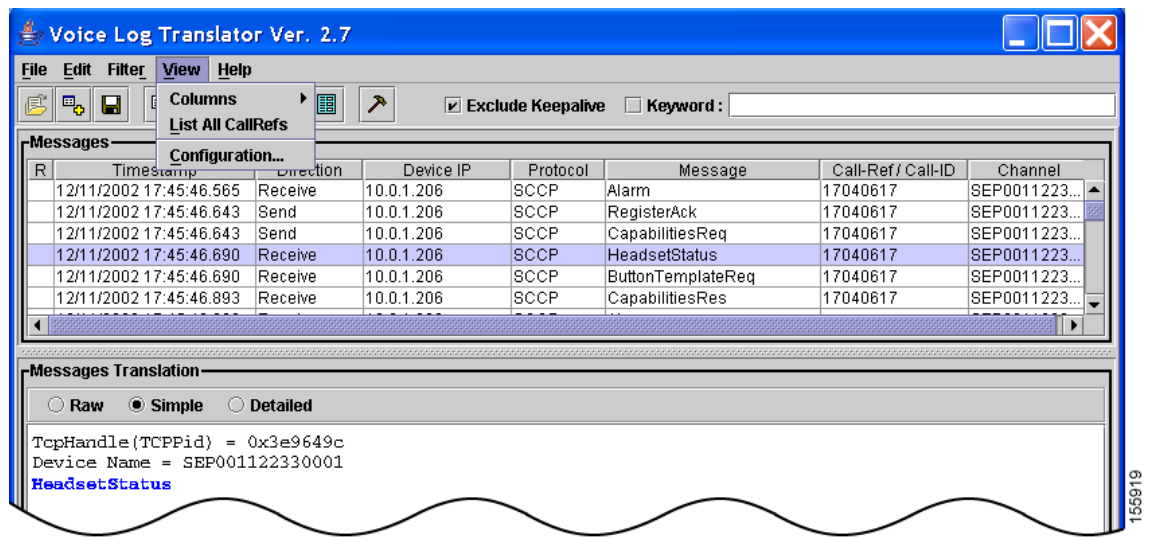 Voice Log Translator Ver. 2.7
File Edit Filter View Help
Columns
List All CallRefs
Configuration...
Exclude Keepalive Keyword :
Messages
R Timestamp Direction Device IP Protocol Message Call-Ref / Call-ID Channel
12/11/2002 17:45:46.565 Receive 10.0.1.206 SCCP Alarm 17040617 SEP0011223...
12/11/2002 17:45:46.643 Send 10.0.1.206 SCCP RegisterAck 17040617 SEP0011223...
12/11/2002 17:45:46.643 Send 10.0.1.206 SCCP CapabilitiesReq 17040617 SEP0011223...
12/11/2002 17:45:46.690 Receive 10.0.1.206 SCCP HeadsetStatus 17040617 SEP0011223...
12/11/2002 17:45:46.690 Receive 10.0.1.206 SCCP ButtonTemplateReq 17040617 SEP0011223...
12/11/2002 17:45:46.893 Receive 10.0.1.206 SCCP CapabilitiesRes 17040617 SEP0011223...
Messages Translation
Raw Simple Detailed
TcpHandle(TCPPid) = 0x3e9649c
Device Name = SEP001122330001
HeadsetStatus
155919